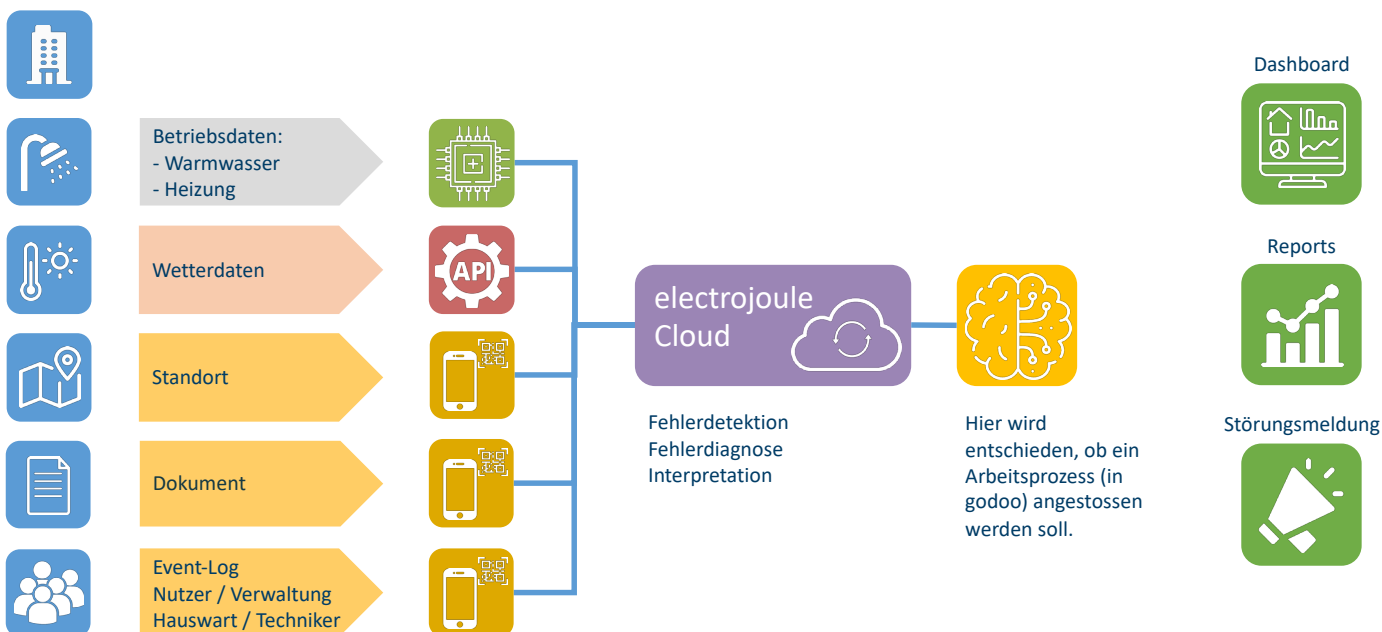 Betriebsdaten:
- Warmwasser
- Heizung
Wetterdaten
API
Standort
Dokument
Event-Log
Nutzer / Verwaltung
Hauswart / Techniker
electrojoule
Cloud
Fehlerdetektion
Fehlerdiagnose
Interpretation
Hier wird
entschieden, ob ein
Arbeitsprozess (in
godoo) angestossen
werden soll.
Dashboard
Reports
Störungsmeldung